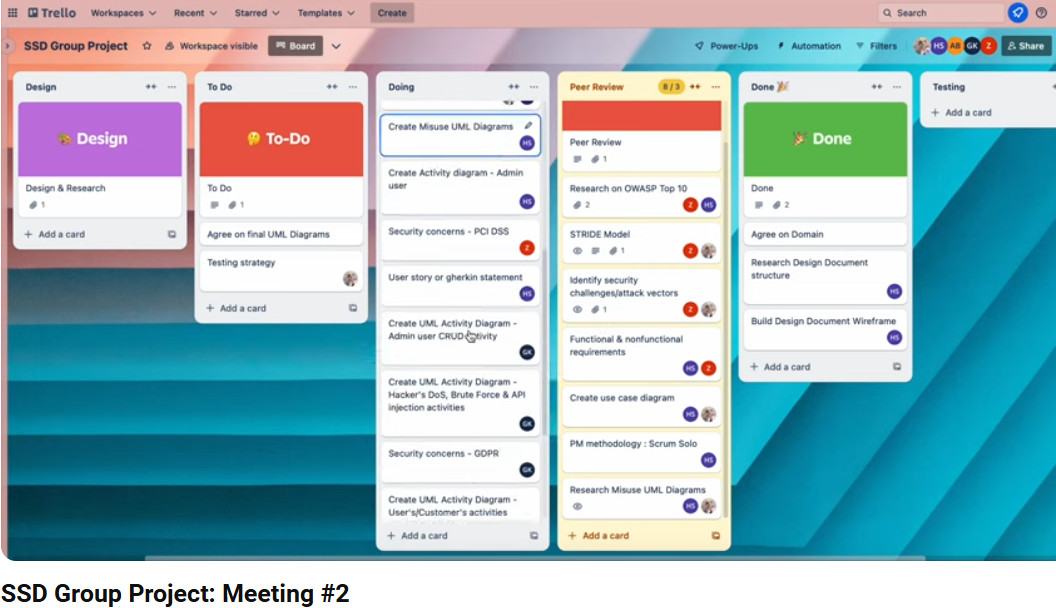 Trello
Workspaces
Recent
Starred
Templates
Create
Search
SSD Group Project
Workspace visible
Board
Power-Ups
Automation
Filters
HS
AB
GK
Z
Share
Design
🎨 Design
Design & Research
1
+ Add a card
To Do
🤔 To-Do
To Do
1
Agree on final UML Diagrams
Testing strategy
+ Add a card
Doing
Create Misuse UML Diagrams
HS
Create Activity diagram - Admin
user
HS
Security concerns - PCI DSS
Z
User story or gherkin statement
HS
Create UML Activity Diagram -
Admin user CRUD activity
GK
Create UML Activity Diagram -
Hacker's DoS, Brute Force & API
injection activities
GK
Security concerns - GDPR
GK
Create UML Activity Diagram -
User's/Customer's activities
+ Add a card
Peer Review
8 / 3
Peer Review
1
Research on OWASP Top 10
2
Z
HS
STRIDE Model
1
Z
Identify security
challenges/attack vectors
1
Z
Functional & nonfunctional
requirements
HS
Z
Create use case diagram
HS
PM methodology : Scrum Solo
HS
Research Misuse UML Diagrams
HS
+ Add a card
Done 🎉
🎉 Done
Done
2
Agree on Domain
Research Design Document
structure
HS
Build Design Document Wireframe
HS
+ Add a card
Testing
+ Add a card
SSD Group Project: Meeting #2